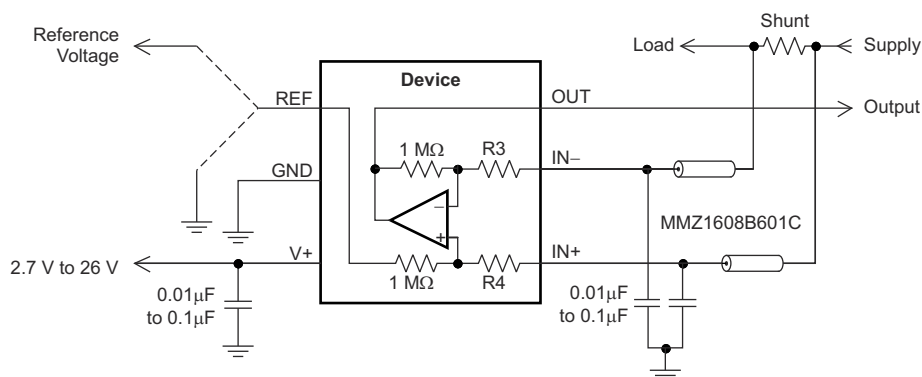 Shunt
Reference
Voltage
Load
Supply
Device
REF
OUT
Output
1 MΩ
R3
IN−
GND
−
+
MMZ1608B601C
V+
IN+
2.7 V to 26 V
1 MΩ
R4
0.01μF
to 0.1μF
0.01μF
to 0.1μF